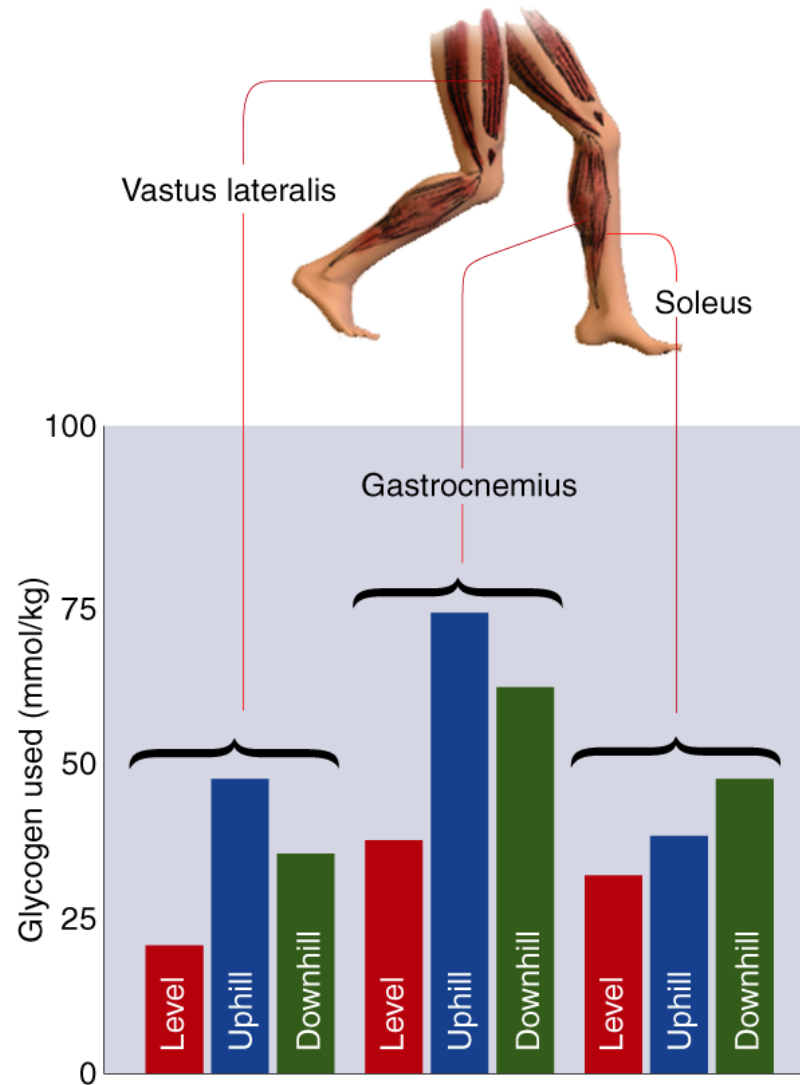 Vastus lateralis
Soleus
Gastrocnemius
Glycogen used (mmol/kg)
100
75
50
25
0
Level
Uphill
Downhill
Level
Uphill
Downhill
Level
Uphill
Downhill